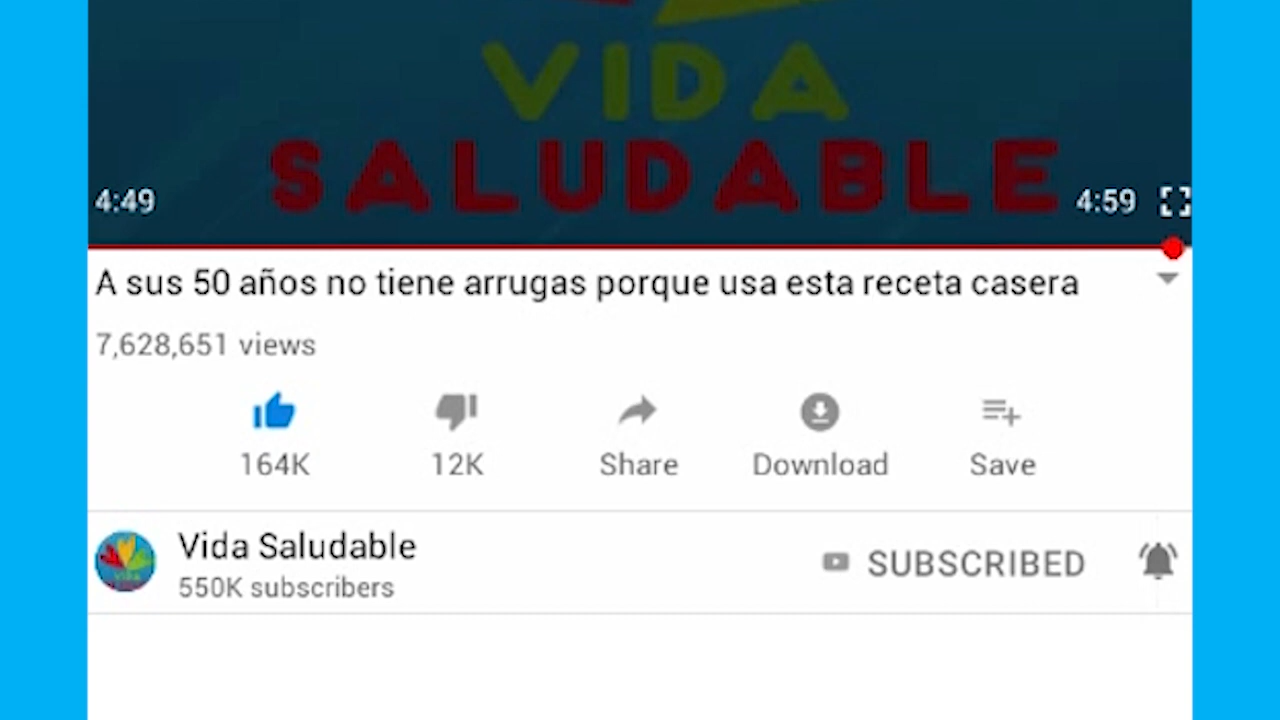 VIDA
SALUDABLE
4:49
4:59
A sus 50 años no tiene arrugas porque usa esta receta casera
7,628,651 views
164K
12K
Share
Download
Save
Vida Saludable
550K subscribers
SUBSCRIBED